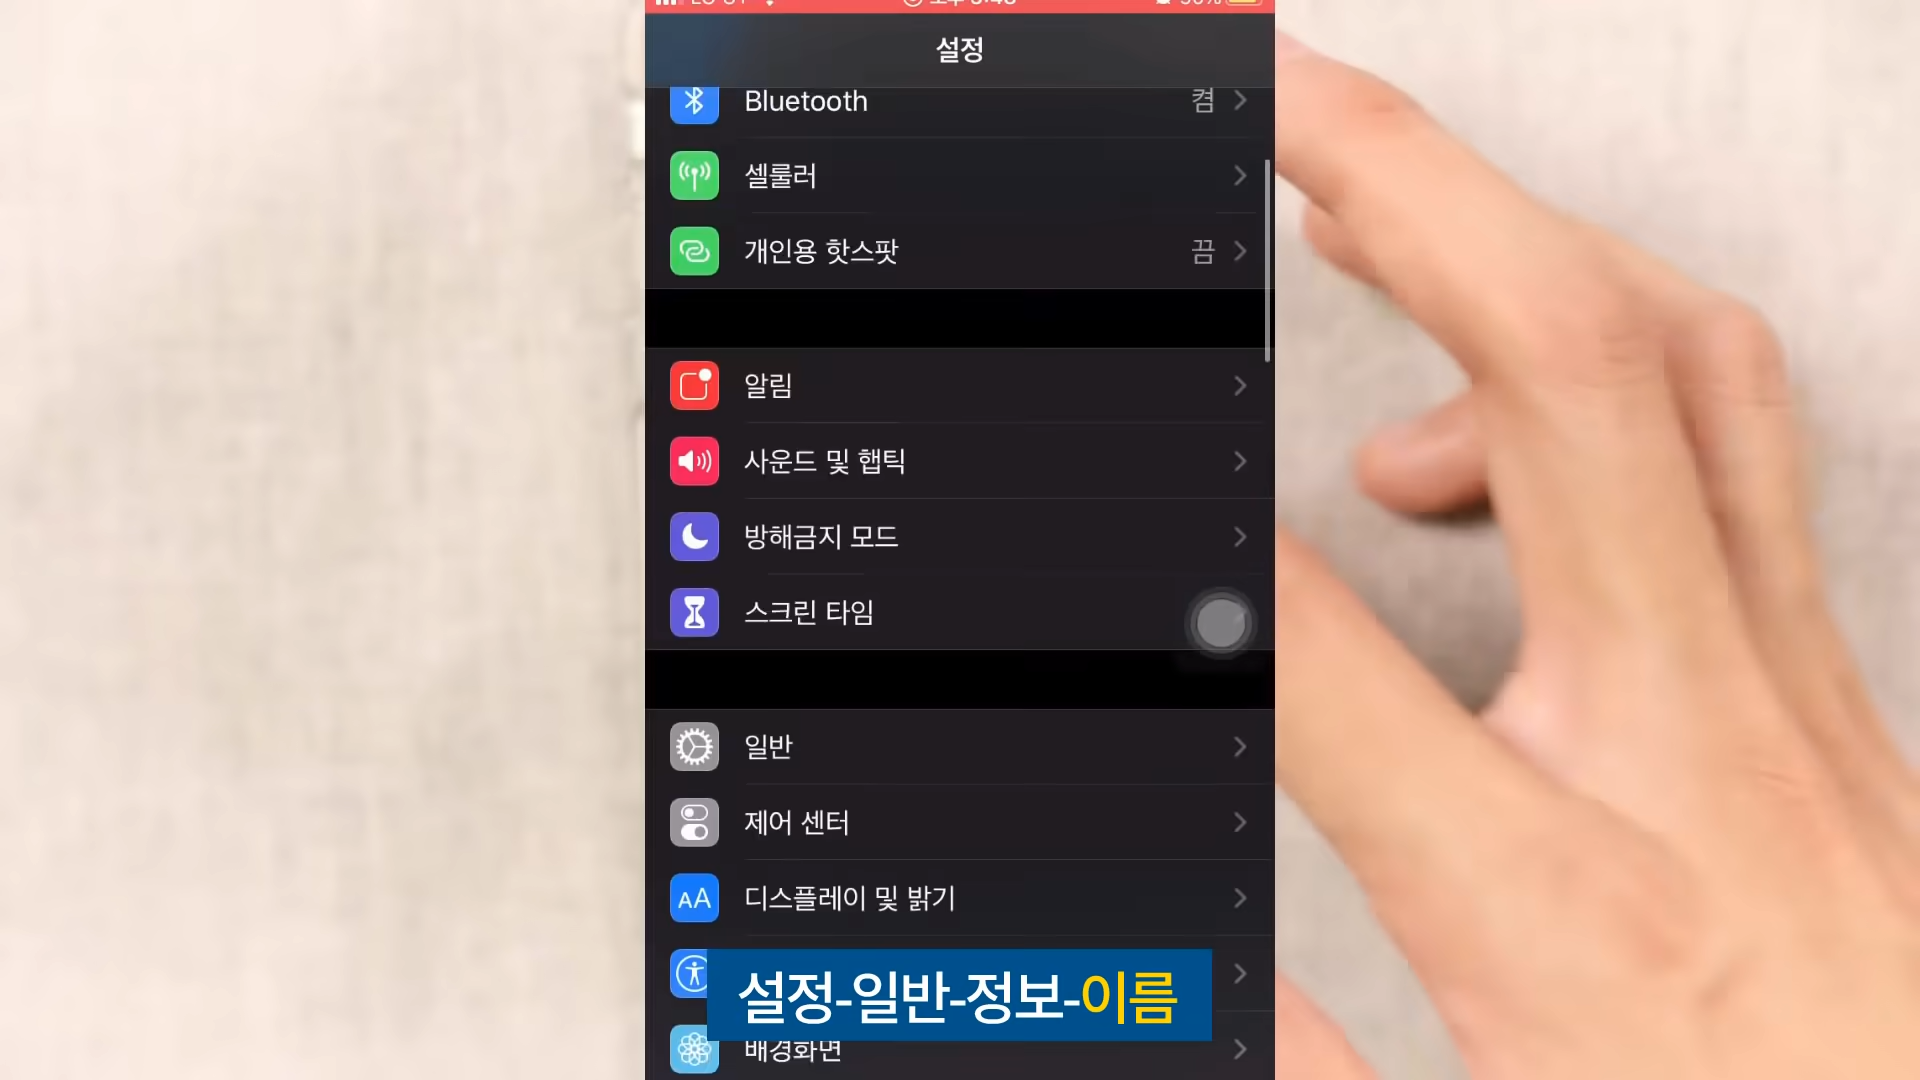 설정
Bluetooth 켬
셀룰러
개인용 핫스팟 끔
알림
사운드 및 햅틱
방해금지 모드
스크린 타임
일반
제어 센터
AA 디스플레이 및 밝기
설정-일반-정보-이름
배경화면